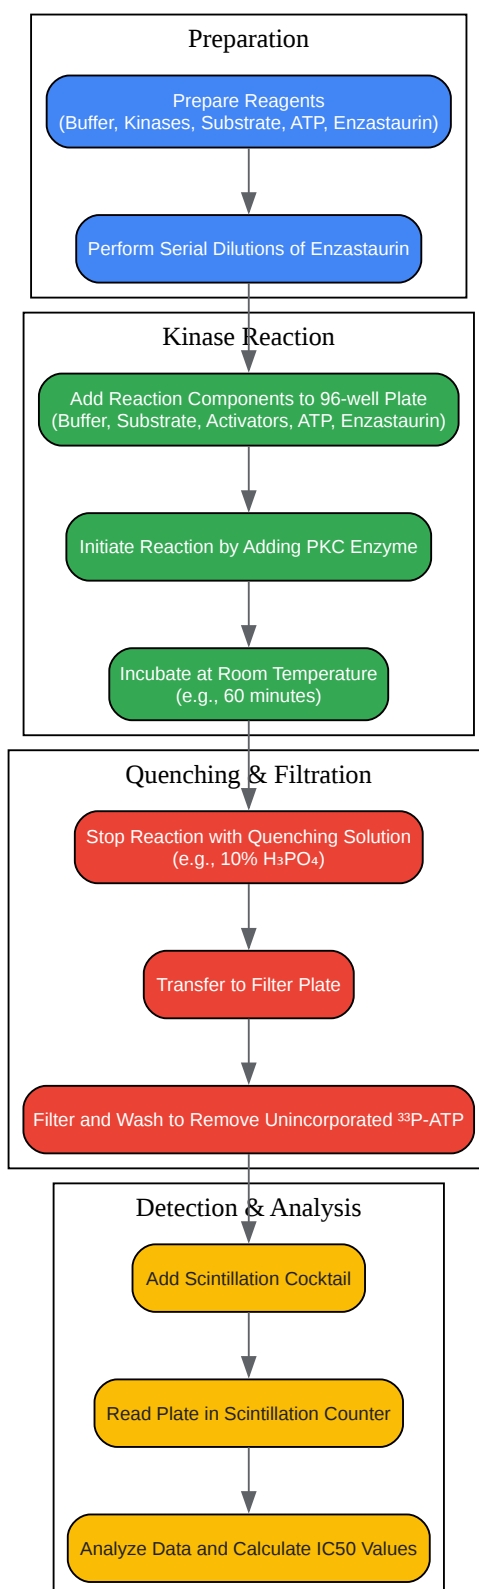 Preparation
Prepare Reagents
(Buffer, Kinases, Substrate, ATP, Enzastaurin)
Perform Serial Dilutions of Enzastaurin
Kinase Reaction
Add Reaction Components to 96-well Plate
(Buffer, Substrate, Activators, ATP, Enzastaurin)
Initiate Reaction by Adding PKC Enzyme
Incubate at Room Temperature
(e.g., 60 minutes)
Quenching & Filtration
Stop Reaction with Quenching Solution
(e.g., 10% H₃PO₄)
Transfer to Filter Plate
Filter and Wash to Remove Unincorporated ³³P-ATP
Detection & Analysis
Add Scintillation Cocktail
Read Plate in Scintillation Counter
Analyze Data and Calculate IC50 Values